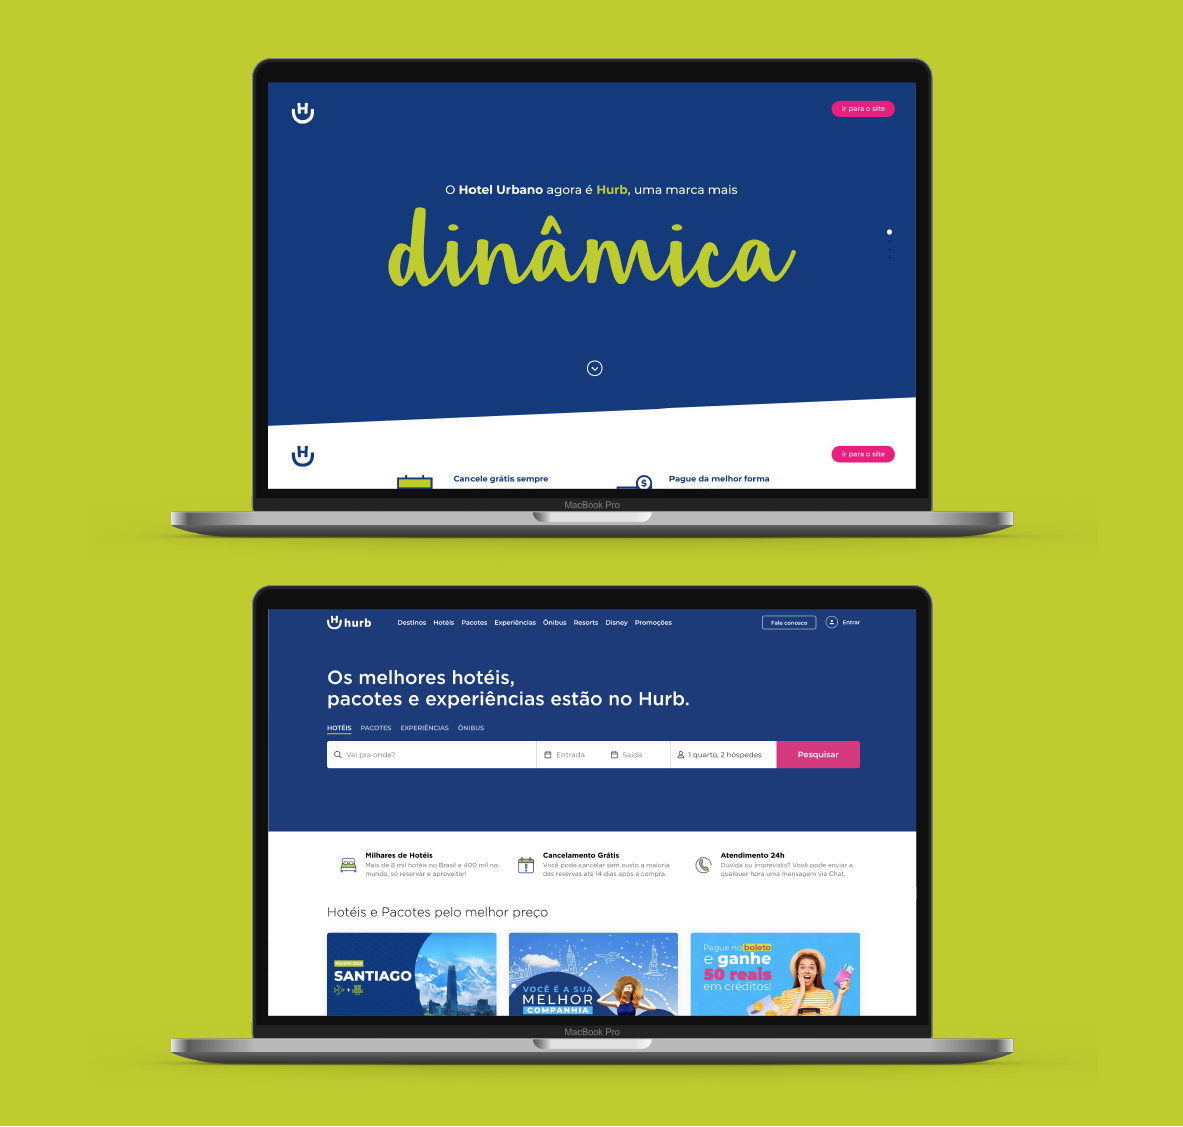 H
ir para o site
O Hotel Urbano agora é Hurb, uma marca mais
dinâmica
H
ir para o site
Cancele grátis sempre
$
Pague da melhor forma
MacBook Pro
H hurb
Destinos Hotéis Pacotes Experiências Ônibus Resorts Disney Promoções
Fale conosco
Entrar
Os melhores hotéis,
pacotes e experiências estão no Hurb.
HOTÉIS PACOTES EXPERIÊNCIAS ÔNIBUS
Vai pra onde?
Entrada
Saída
1 quarto, 2 hóspedes
Pesquisar
Milhares de Hotéis
Mais de 8 mil hotéis no Brasil e 400 mil no
mundo, só reservar e aproveitar!
Cancelamento Grátis
Você pode cancelar sem custo a maioria
das reservas até 14 dias após a compra.
Atendimento 24h
Dúvida ou imprevisto? Você pode enviar a
qualquer hora uma mensagem via Chat.
Hotéis e Pacotes pelo melhor preço
SANTIAGO
VOCÊ É A SUA
MELHOR
COMPANHIA
Pague no boleto
e ganhe
50 reais
em créditos!
MacBook Pro